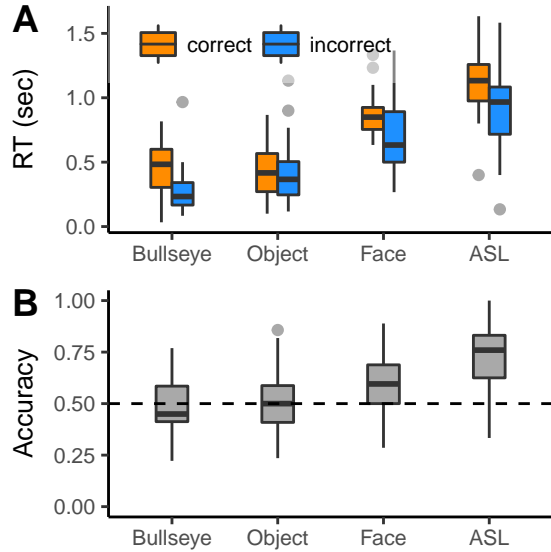 A
correct incorrect
RT (sec)
1.5
1.0
0.5
0.0
Bullseye Object Face ASL
B
Accuracy
1.00
0.75
0.50
0.25
0.00
Bullseye Object Face ASL